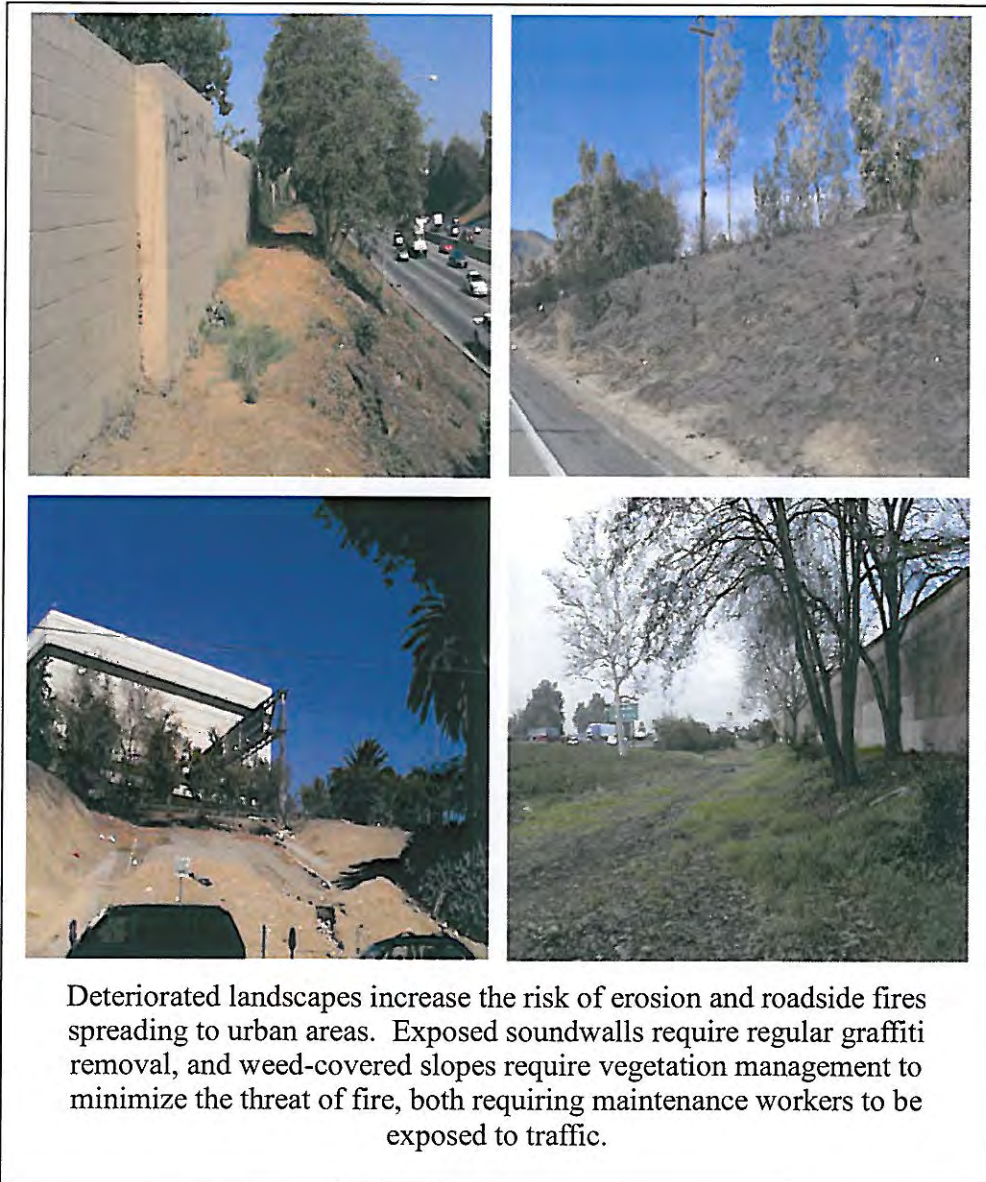 Deteriorated landscapes increase the risk of erosion and roadside fires
spreading to urban areas.  Exposed soundwalls require regular graffiti
removal, and weed-covered slopes require vegetation management to
minimize the threat of fire, both requiring maintenance workers to be
exposed to traffic.